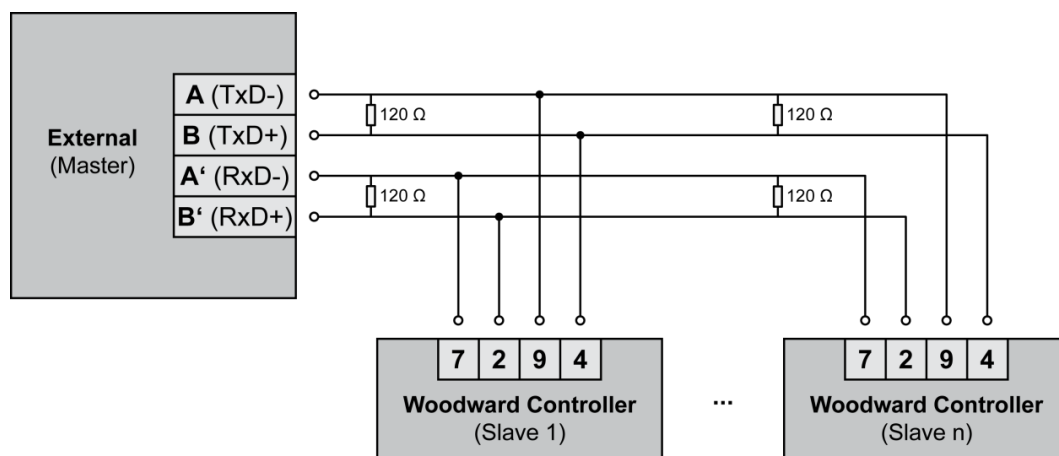 External
(Master)
A (TxD-)
B (TxD+)
A‘ (RxD-)
B‘ (RxD+)
120 Ω
120 Ω
120 Ω
120 Ω
7 2 9 4
Woodward Controller
(Slave 1)
...
7 2 9 4
Woodward Controller
(Slave n)